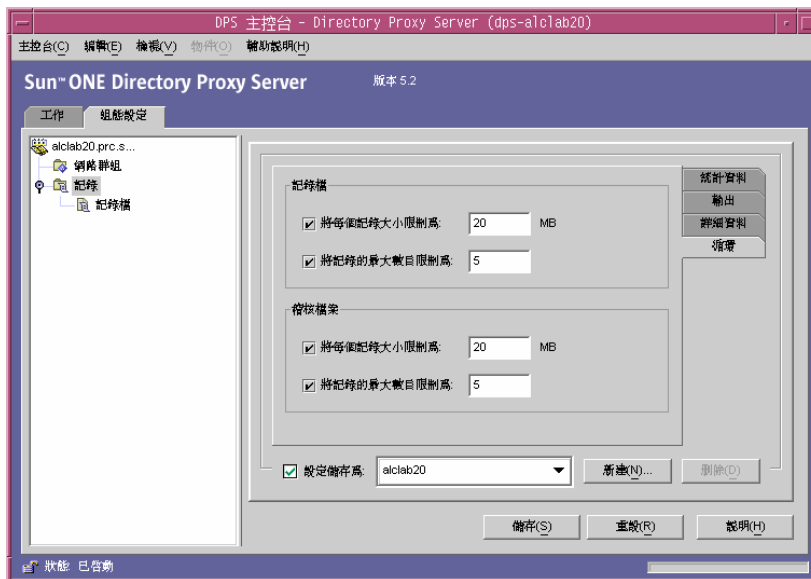 DPS 主控台 - Directory Proxy Server (dps-alclab20)
主控台(C) 編輯(E) 檢視(V) 物件(O) 輔助說明(H)
Sun™ ONE Directory Proxy Server 版本 5.2
工作 組態設定
alclab20.prc.s...
網路群組
記錄
記錄檔
統計資料
輸出
詳細資料
循環
記錄檔
將每個記錄大小限制為: 20 MB
將記錄的最大數目限制為: 5
稽核檔案
將每個記錄大小限制為: 20 MB
將記錄的最大數目限制為: 5
設定儲存為: alclab20 新建(N)... 刪除(D)
儲存(S) 重設(R) 說明(H)
狀態: 已啟動